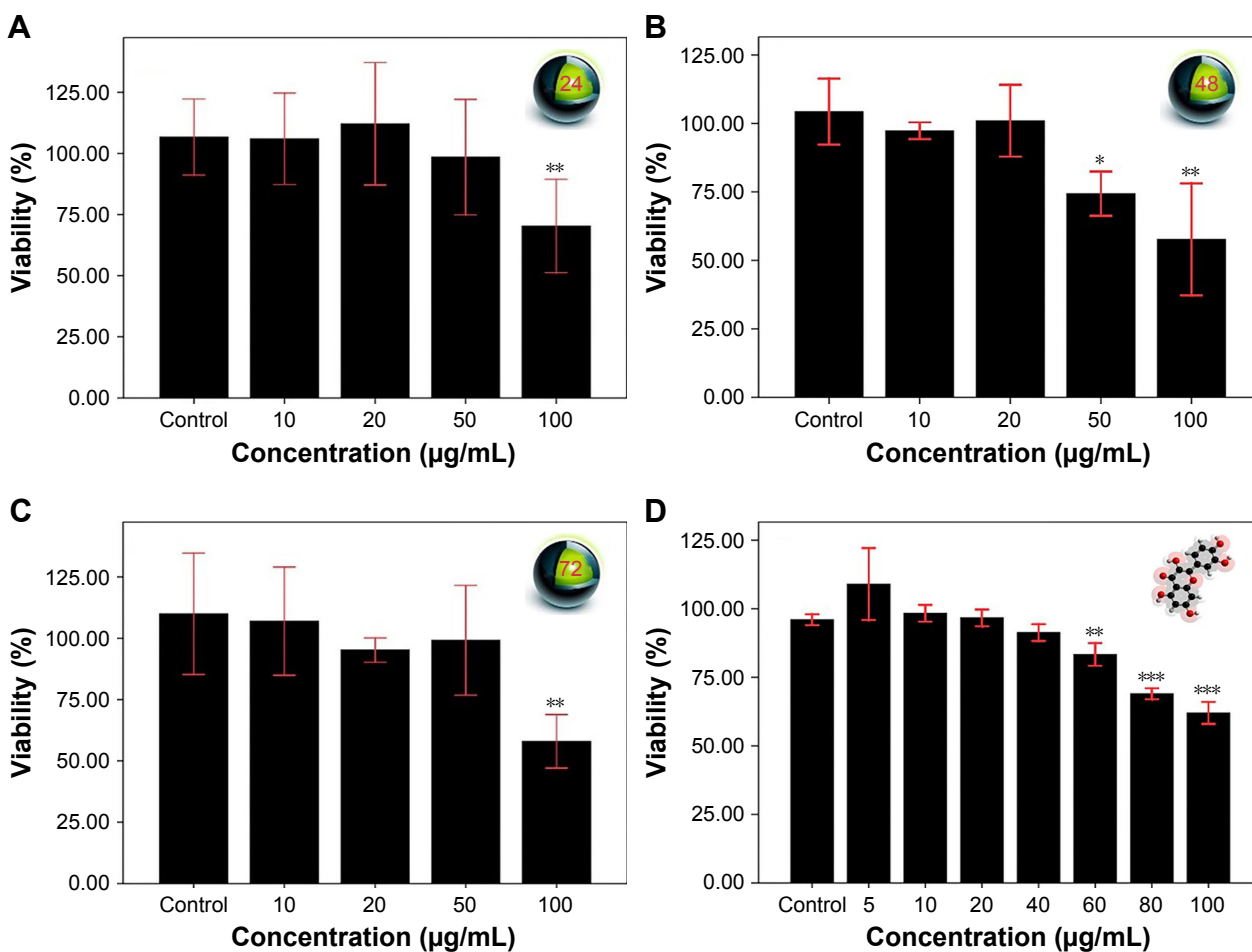 A
24
Viability (%)
125.00
100.00
75.00
50.00
25.00
0.00
**
Control 10 20 50 100
Concentration (µg/mL)
B
48
Viability (%)
125.00
100.00
75.00
50.00
25.00
0.00
*
**
Control 10 20 50 100
Concentration (µg/mL)
C
72
Viability (%)
125.00
100.00
75.00
50.00
25.00
0.00
**
Control 10 20 50 100
Concentration (µg/mL)
D
Viability (%)
125.00
100.00
75.00
50.00
25.00
0.00
**
***
***
Control 5 10 20 40 60 80 100
Concentration (µg/mL)